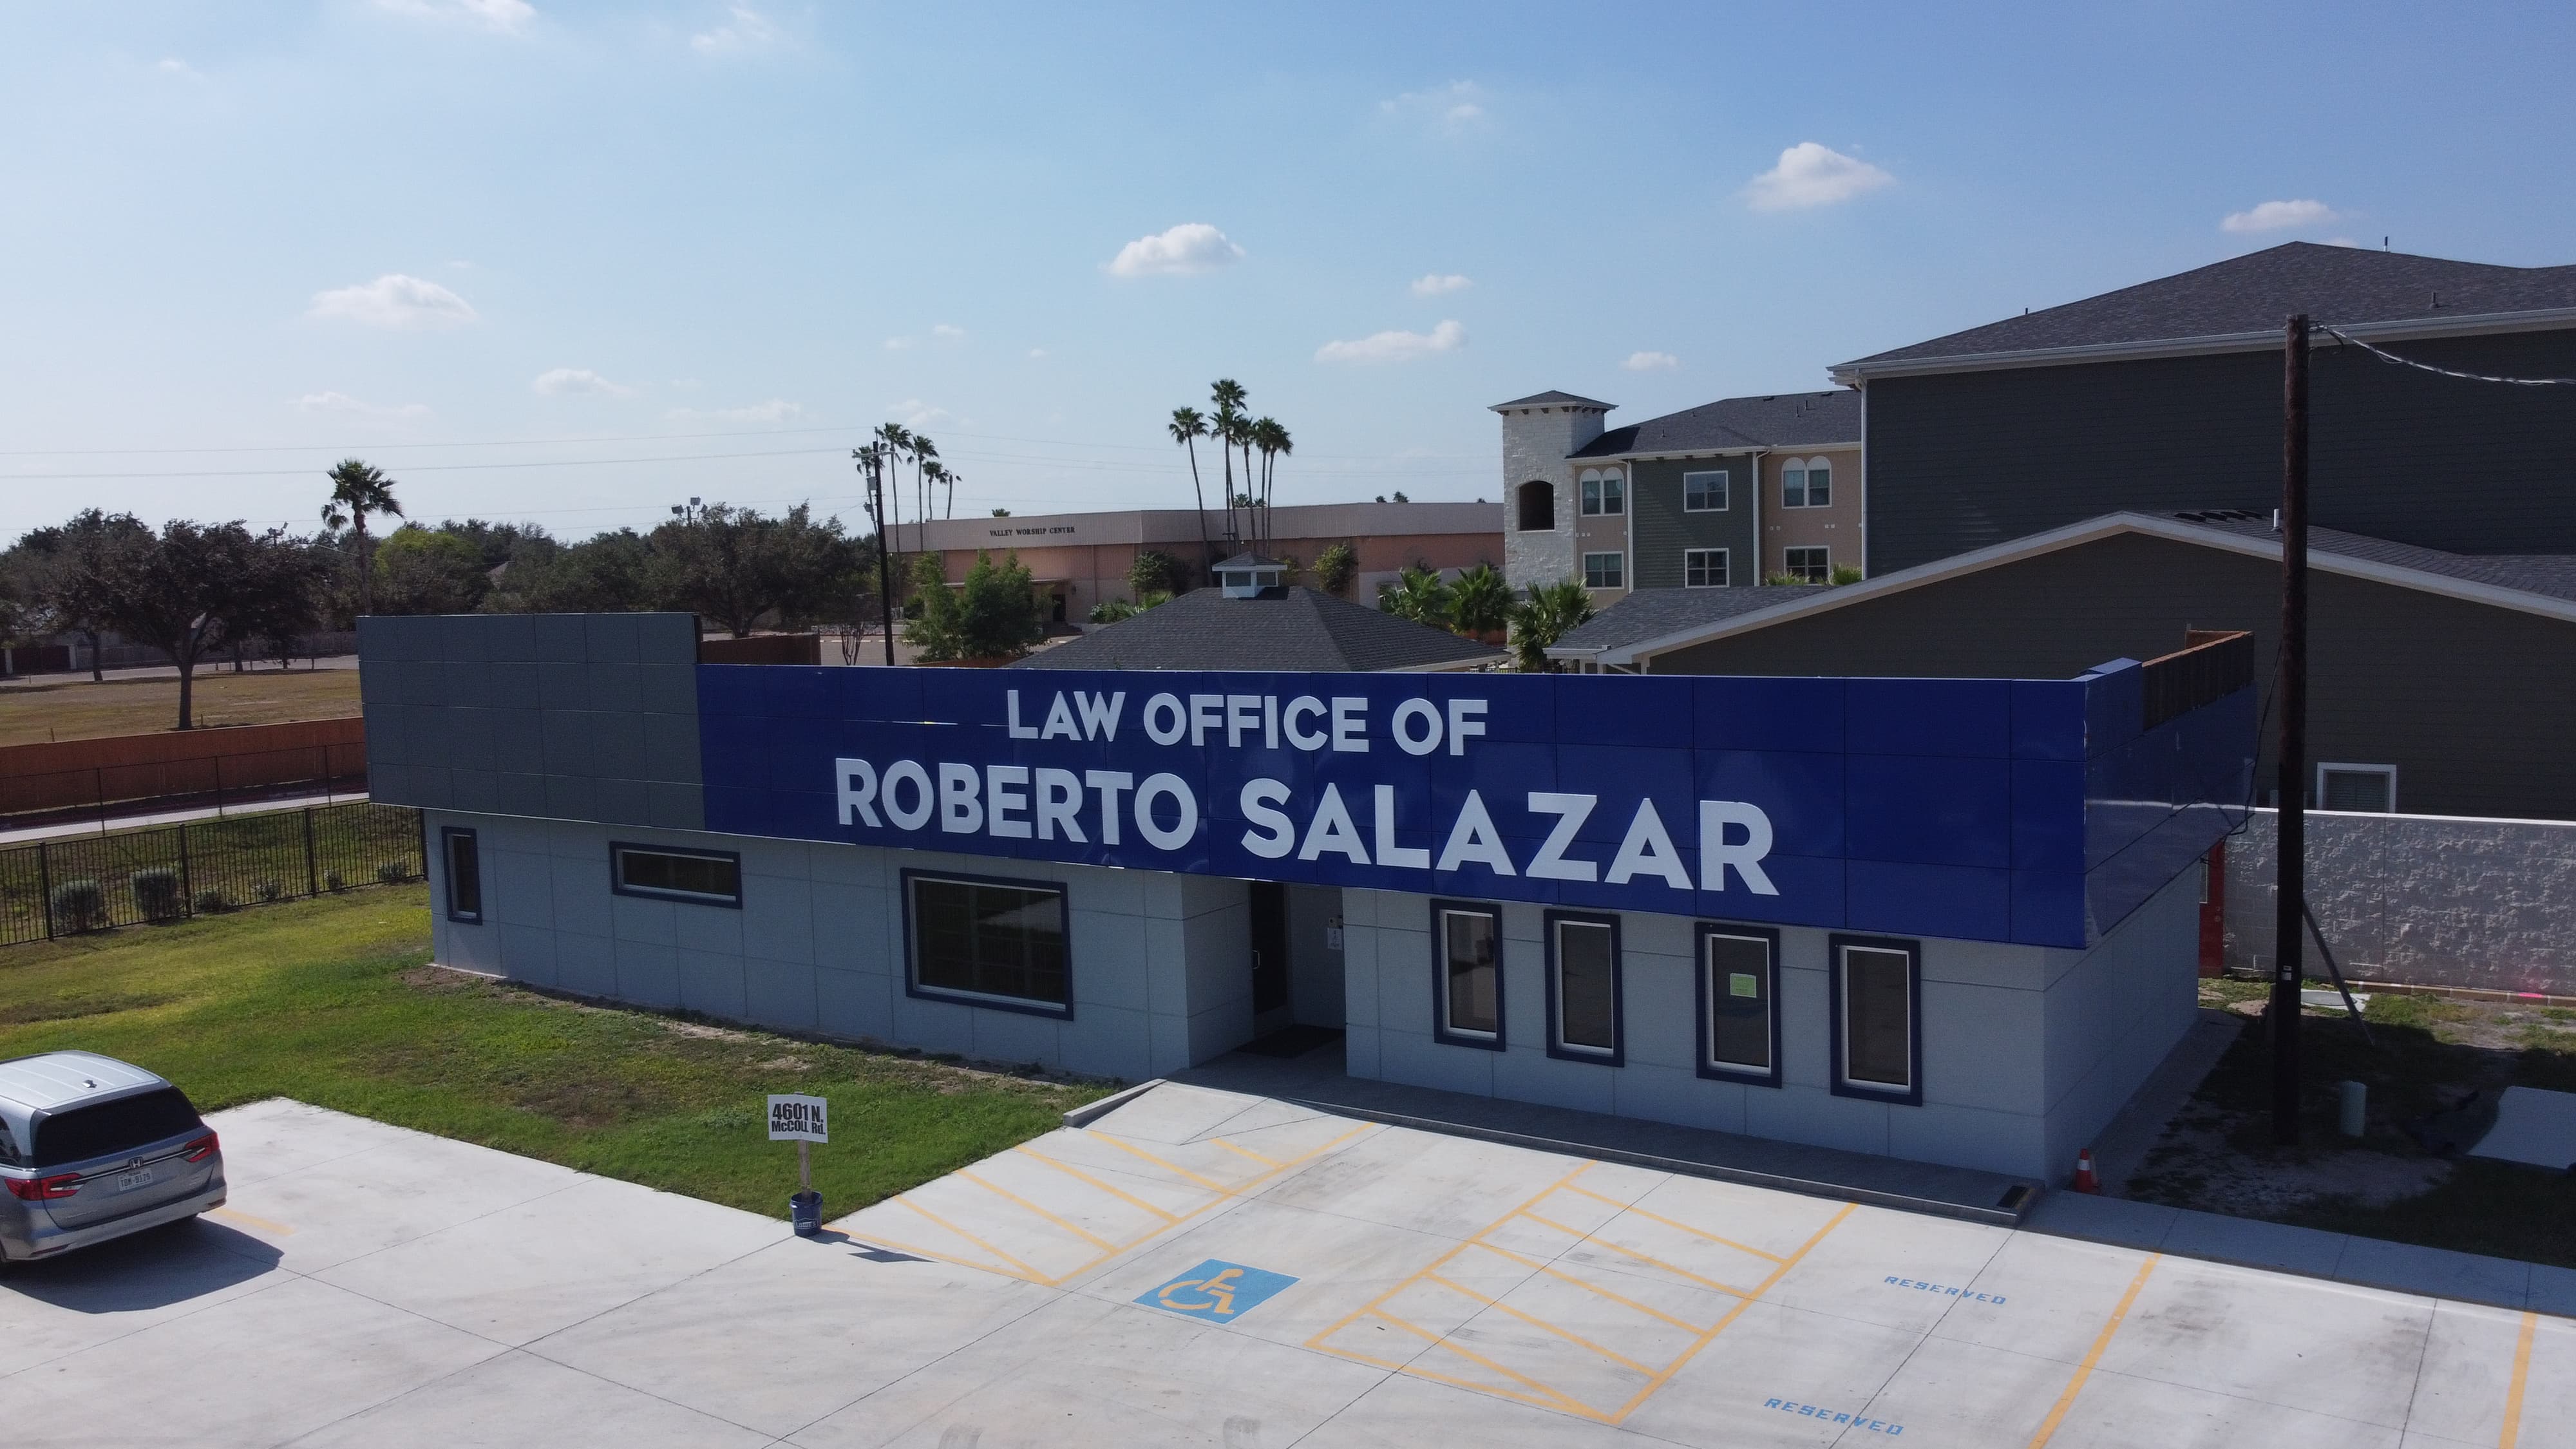 VALLEY WORSHIP CENTER
LAW OFFICE OF
ROBERTO SALAZAR
4601 N.
McCOLL Rd.
RESERVED
RESERVED